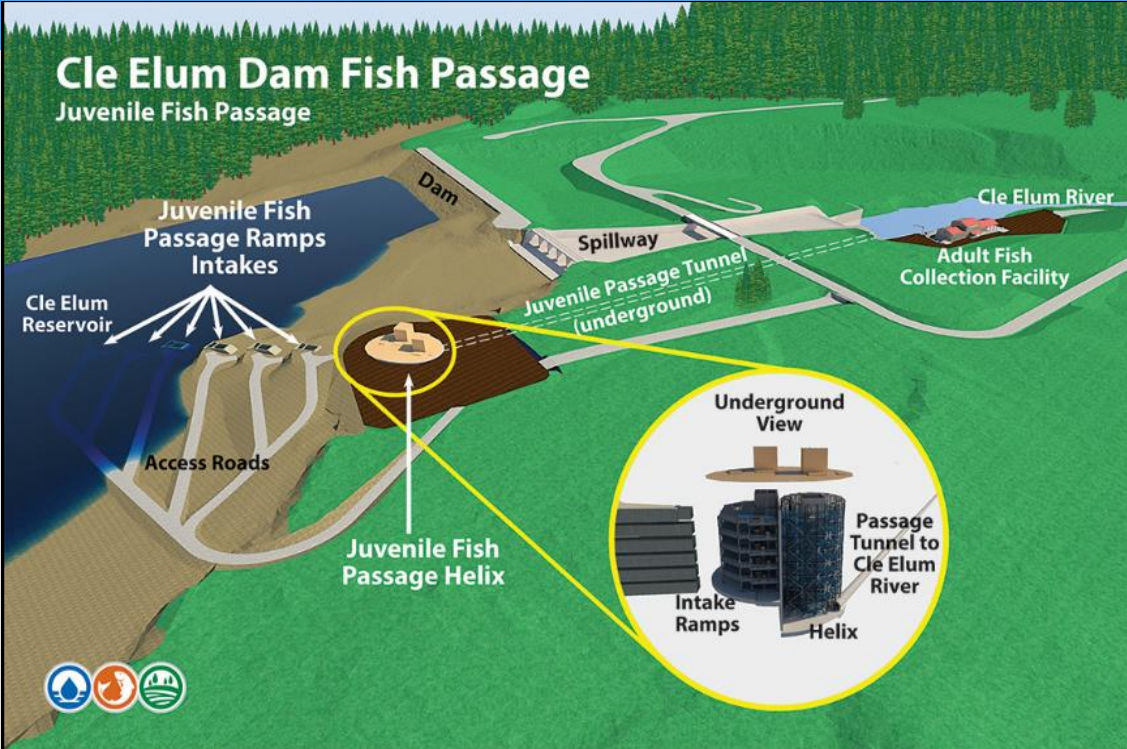 Cle Elum Dam Fish Passage
Juvenile Fish Passage
Dam
Juvenile Fish
Passage Ramps
Intakes
Cle Elum
Reservoir
Spillway
Cle Elum River
Adult Fish
Collection Facility
Juvenile Passage Tunnel
(underground)
Access Roads
Juvenile Fish
Passage Helix
Underground
View
Passage
Tunnel to
Cle Elum
River
Intake
Ramps
Helix